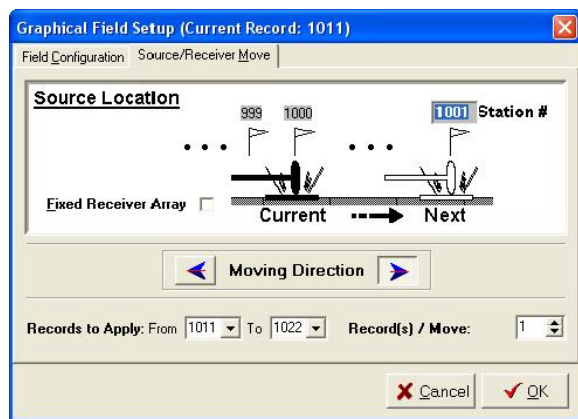 Graphical Field Setup (Current Record: 1011)
Field Configuration Source/Receiver Move
Source Location
999 1000 1001 Station #
Fixed Receiver Array
Current Next
Moving Direction
Records to Apply: From 1011 To 1022 Record(s) / Move: 1
Cancel OK